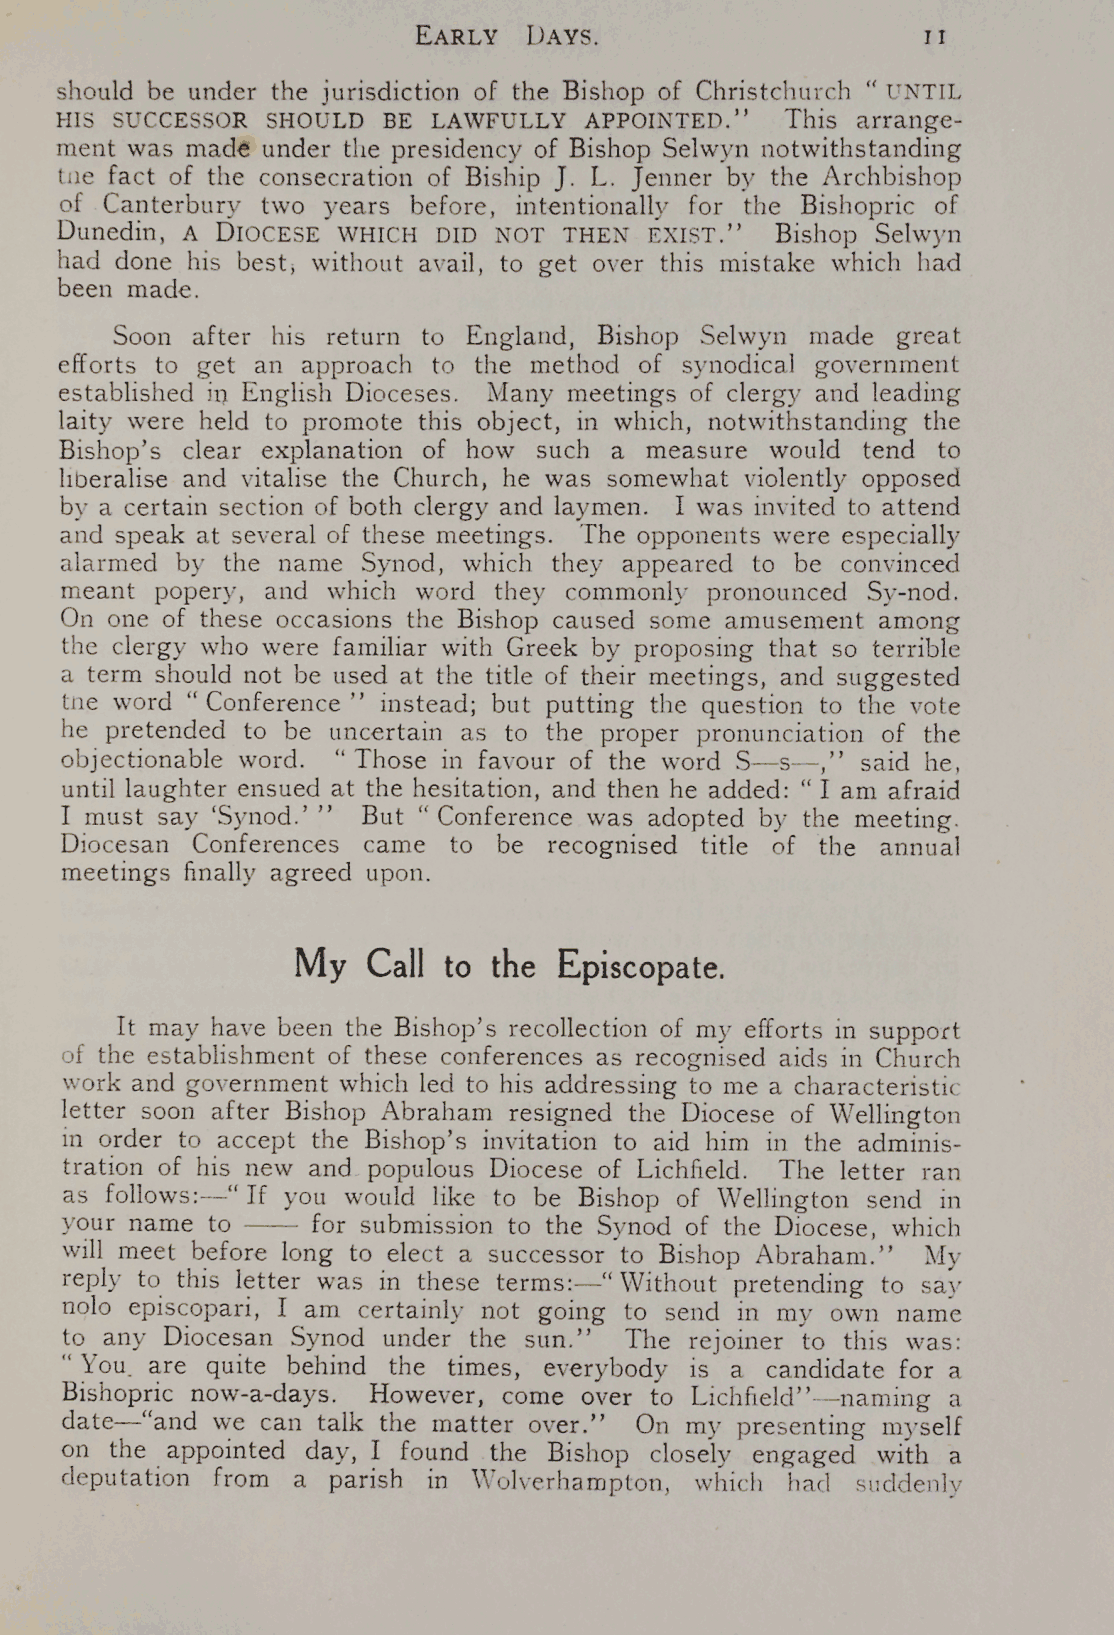 EARLY DAYS. 11
should be under the jurisdiction of the Bishop of Christchurch “ UNTIL
HIS SUCCESSOR SHOULD BE LAWFULLY APPOINTED.’’ This arrange-
ment was made under the presidency of Bishop Selwyn notwithstanding
the fact of the consecration of Biship J. L. Jenner by the Archbishop
of Canterbury two years before, intentionally for the Bishopric of
Dunedin, A DIOCESE WHICH DID NOT THEN EXIST.’’ Bishop Selwyn
had done his best, without avail, to get over this mistake which had
been made.
Soon after his return to England, Bishop Selwyn made great
efforts to get an approach to the method of synodical government
established in English Dioceses. Many meetings of clergy and leading
laity were held to promote this object, in which, notwithstanding the
Bishop’s clear explanation of how such a measure would tend to
liberalise and vitalise the Church, he was somewhat violently opposed
by a certain section of both clergy and laymen. I was invited to attend
and speak at several of these meetings. The opponents were especially
alarmed by the name Synod, which they appeared to be convinced
meant popery, and which word they commonly pronounced Sy-nod.
On one of these occasions the Bishop caused some amusement among
the clergy who were familiar with Greek by proposing that so terrible
a term should not be used at the title of their meetings, and suggested
the word “ Conference ’’ instead; but putting the question to the vote
he pretended to be uncertain as to the proper pronunciation of the
objectionable word. “ Those in favour of the word S—s—,’’ said he,
until laughter ensued at the hesitation, and then he added: “ I am afraid
I must say ‘Synod.’ ’’ But “ Conference was adopted by the meeting.
Diocesan Conferences came to be recognised title of the annual
meetings finally agreed upon.
My Call to the Episcopate.
It may have been the Bishop’s recollection of my efforts in support
of the establishment of these conferences as recognised aids in Church
work and government which led to his addressing to me a characteristic
letter soon after Bishop Abraham resigned the Diocese of Wellington
in order to accept the Bishop’s invitation to aid him in the adminis-
tration of his new and populous Diocese of Lichfield. The letter ran
as follows:—“ If you would like to be Bishop of Wellington send in
your name to —— for submission to the Synod of the Diocese, which
will meet before long to elect a successor to Bishop Abraham.’’ My
reply to this letter was in these terms:—“ Without pretending to say
nolo episcopari, I am certainly not going to send in my own name
to any Diocesan Synod under the sun.’’ The rejoiner to this was:
“ You are quite behind the times, everybody is a candidate for a
Bishopric now-a-days. However, come over to Lichfield’’—naming a
date—“and we can talk the matter over.’’ On my presenting myself
on the appointed day, I found the Bishop closely engaged with a
deputation from a parish in Wolverhampton, which had suddenly